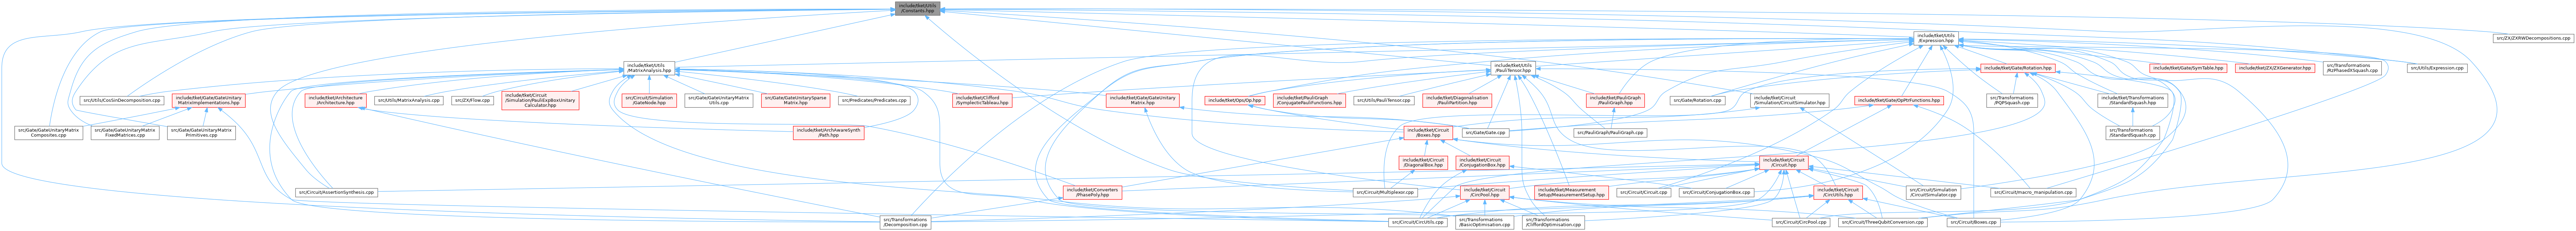 include/tket/Utils
/Constants.hpp
include/tket/Utils
/Expression.hpp
src/ZX/ZXRWDecompositions.cpp
include/tket/Utils
/MatrixAnalysis.hpp
include/tket/Utils
/PauliTensor.hpp
include/tket/Gate/Rotation.hpp
include/tket/Gate/SymTable.hpp
include/tket/ZX/ZXGenerator.hpp
src/Transformations
/RzPhasedXSquash.cpp
src/Utils/Expression.cpp
src/Utils/CosSinDecomposition.cpp
include/tket/Gate/GateUnitary
MatrixImplementations.hpp
include/tket/Architecture
/Architecture.hpp
src/Utils/MatrixAnalysis.cpp
src/ZX/Flow.cpp
include/tket/Circuit
/Simulation/PauliExpBoxUnitary
Calculator.hpp
include/tket/Circuit/Simulation
/GateNode.hpp
src/Gate/GateUnitaryMatrix
Utils.cpp
src/Gate/GateUnitarySparse
Matrix.hpp
src/Predicates/Predicates.cpp
include/tket/Clifford
/SymplecticTableau.hpp
include/tket/Gate/GateUnitary
Matrix.hpp
include/tket/Ops/Op.hpp
include/tket/PauliGraph
/ConjugatePauliFunctions.hpp
src/Utils/PauliTensor.cpp
include/tket/Diagonalisation
/PauliPartition.hpp
include/tket/PauliGraph
/PauliGraph.hpp
src/Gate/Rotation.cpp
include/tket/Circuit
/Simulation/CircuitSimulator.hpp
include/tket/Gate/OpPtrFunctions.hpp
src/Transformations
/PQPSquash.cpp
include/tket/Transformations
/StandardSquash.hpp
src/Gate/GateUnitaryMatrix
Composites.cpp
src/Gate/GateUnitaryMatrix
FixedMatrices.cpp
src/Gate/GateUnitaryMatrix
Primitives.cpp
include/tket/ArchAwareSynth
/Path.hpp
include/tket/Circuit
/Boxes.hpp
src/Gate/Gate.cpp
src/PauliGraph/PauliGraph.cpp
src/Transformations
/StandardSquash.cpp
include/tket/Circuit
/DiagonalBox.hpp
include/tket/Circuit
/ConjugationBox.hpp
include/tket/Circuit
/Circuit.hpp
src/Circuit/AssertionSynthesis.cpp
include/tket/Converters
/PhasePoly.hpp
src/Circuit/Multiplexor.cpp
include/tket/Circuit
/CircPool.hpp
include/tket/Measurement
Setup/MeasurementSetup.hpp
src/Circuit/Circuit.cpp
src/Circuit/ConjugationBox.cpp
include/tket/Circuit
/CircUtils.hpp
src/Circuit/Simulation
/CircuitSimulator.cpp
src/Circuit/macro_manipulation.cpp
src/Transformations
/Decomposition.cpp
src/Circuit/CircUtils.cpp
src/Transformations
/BasicOptimisation.cpp
src/Transformations
/CliffordOptimisation.cpp
src/Circuit/CircPool.cpp
src/Circuit/ThreeQubitConversion.cpp
src/Circuit/Boxes.cpp